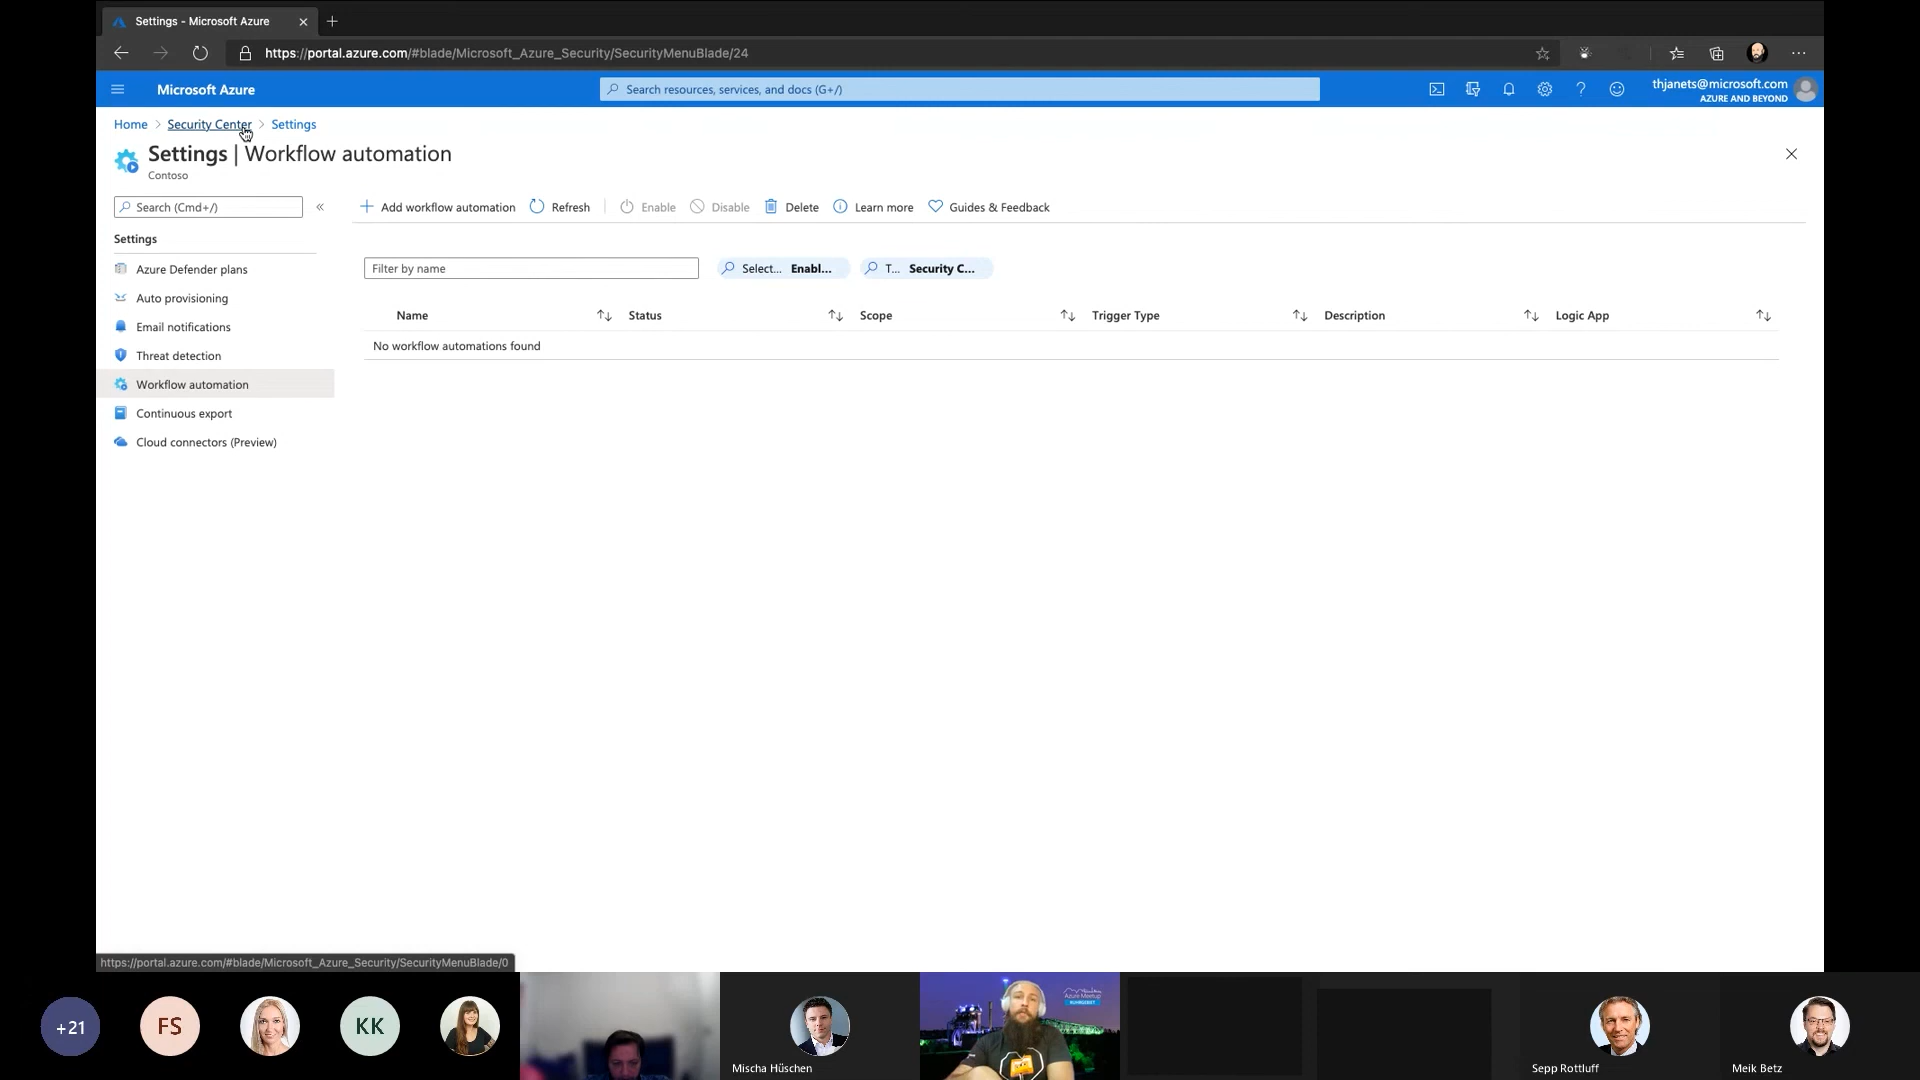 Settings - Microsoft Azure
https://portal.azure.com/#blade/Microsoft_Azure_Security/SecurityMenuBlade/24
Microsoft Azure
Search resources, services, and docs (G+/)
thjanets@microsoft.com
AZURE AND BEYOND
Home > Security Center > Settings
Settings | Workflow automation
Contoso
Search (Cmd+/)
«
Add workflow automation Refresh Enable Disable Delete Learn more Guides & Feedback
Settings
Azure Defender plans
Auto provisioning
Email notifications
Threat detection
Workflow automation
Continuous export
Cloud connectors (Preview)
Filter by name
Select... Enabl...
T... Security C...
Name Status Scope Trigger Type Description Logic App
No workflow automations found
https://portal.azure.com/#blade/Microsoft_Azure_Security/SecurityMenuBlade/0
+21
FS
KK
Azure Meetup
Mischa Hüschen
Sepp Rottluff
Meik Betz